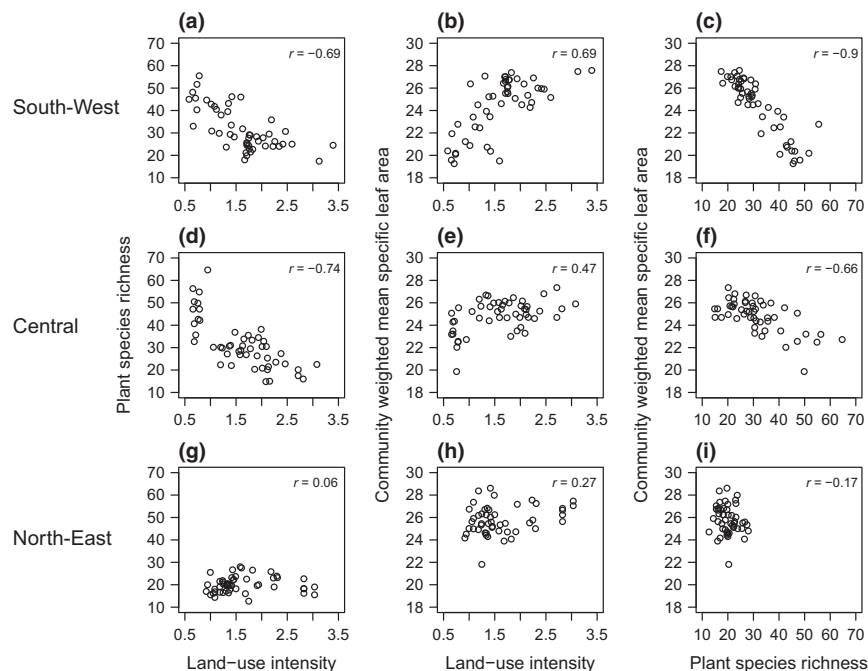 (a)
(b)
(c)
South-West
r = −0.69
r = 0.69
r = −0.9
70
60
50
40
30
20
10
30
28
26
24
22
20
18
30
28
26
24
22
20
18
0.5 1.5 2.5 3.5
0.5 1.5 2.5 3.5
10 20 30 40 50 60 70
Plant species richness
Community weighted mean specific leaf area
Community weighted mean specific leaf area
(d)
(e)
(f)
Central
r = −0.74
r = 0.47
r = −0.66
70
60
50
40
30
20
10
30
28
26
24
22
20
18
30
28
26
24
22
20
18
0.5 1.5 2.5 3.5
0.5 1.5 2.5 3.5
10 20 30 40 50 60 70
(g)
(h)
(i)
North-East
r = 0.06
r = 0.27
r = −0.17
70
60
50
40
30
20
10
30
28
26
24
22
20
18
30
28
26
24
22
20
18
0.5 1.5 2.5 3.5
0.5 1.5 2.5 3.5
10 20 30 40 50 60 70
Land−use intensity
Land−use intensity
Plant species richness